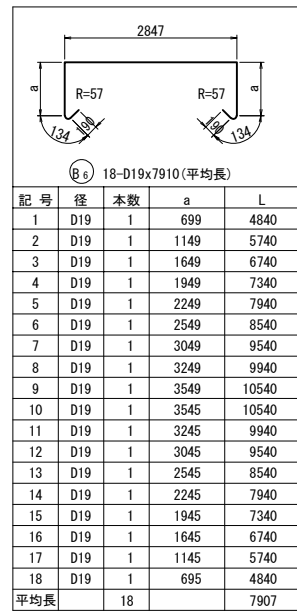 2847
a
R=57
R=57
a
134
190
190
134
B6 18-D19x7910(平均長)
記 号 径 本数 a L
1 D19 1 699 4840
2 D19 1 1149 5740
3 D19 1 1649 6740
4 D19 1 1949 7340
5 D19 1 2249 7940
6 D19 1 2549 8540
7 D19 1 3049 9540
8 D19 1 3249 9940
9 D19 1 3549 10540
10 D19 1 3545 10540
11 D19 1 3245 9940
12 D19 1 3045 9540
13 D19 1 2545 8540
14 D19 1 2245 7940
15 D19 1 1945 7340
16 D19 1 1645 6740
17 D19 1 1145 5740
18 D19 1 695 4840
平均長 18 7907